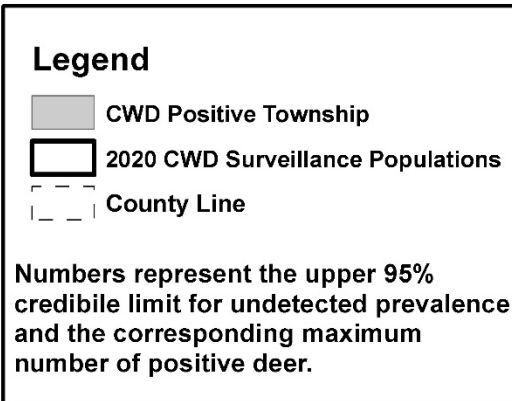 Legend
CWD Positive Township
2020 CWD Surveillance Populations
County Line
Numbers represent the upper 95%
credibile limit for undetected prevalence
and the corresponding maximum
number of positive deer.